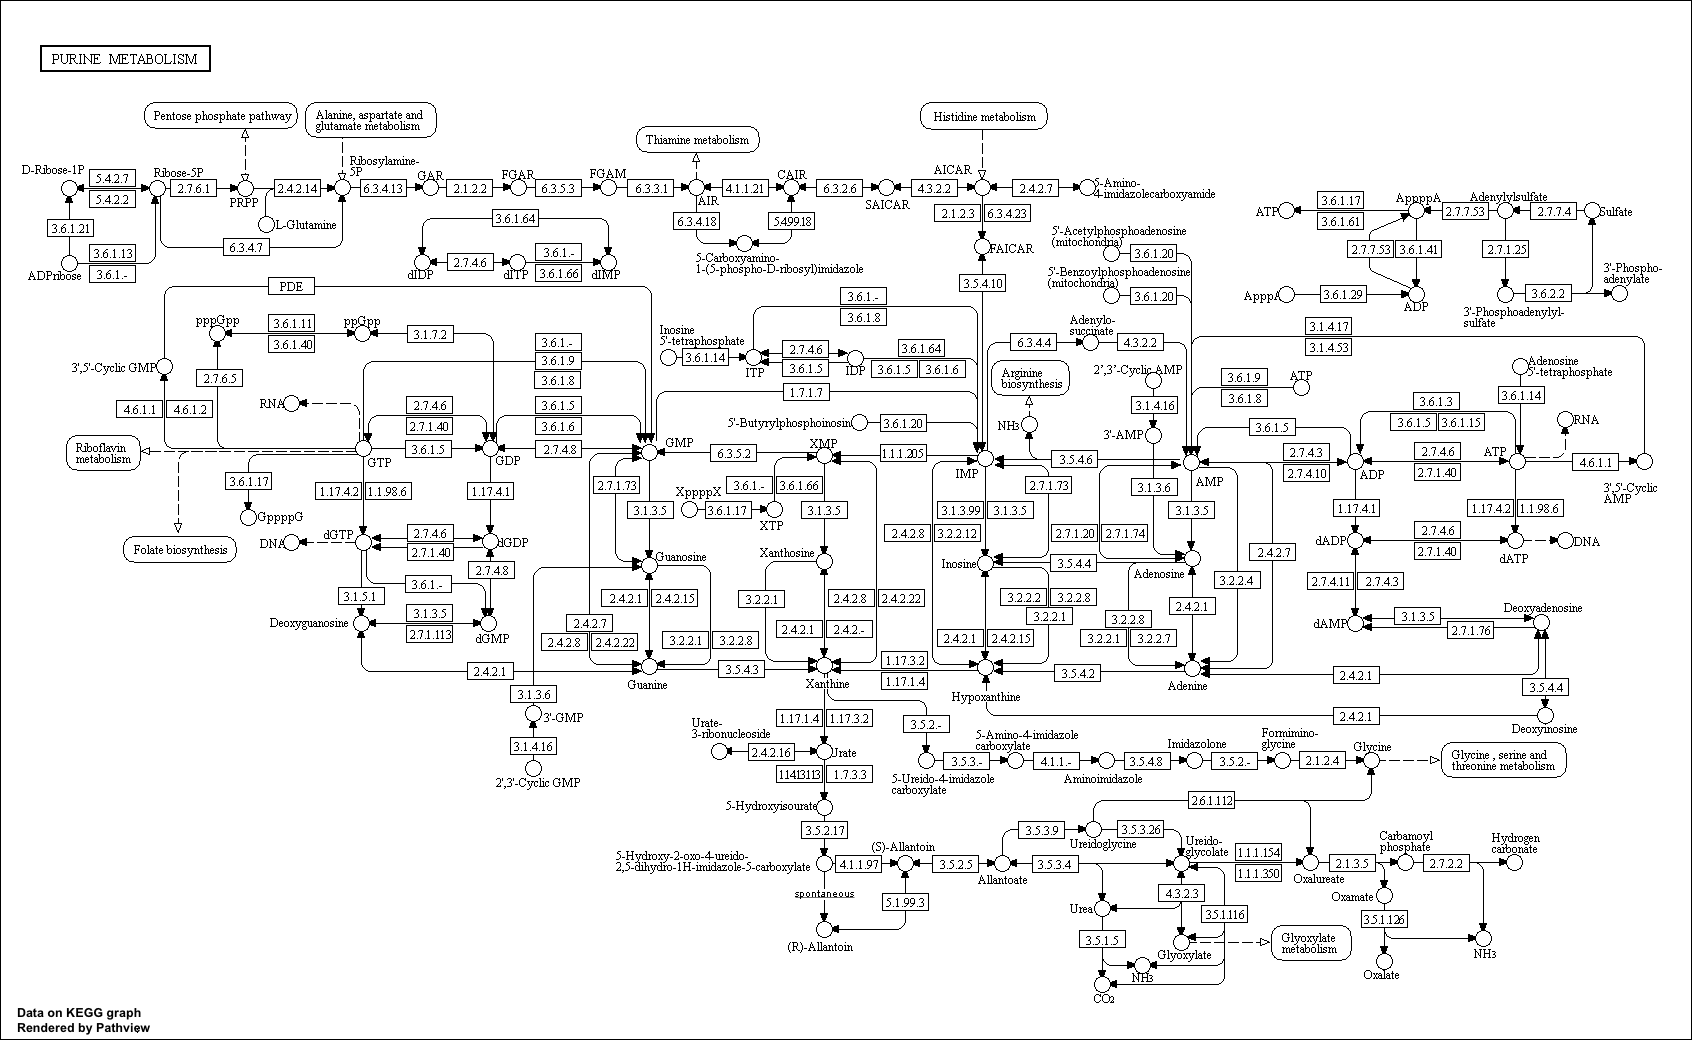 PURINE METABOLISM
Pentose phosphate pathway
Alanine, aspartate and
glutamate metabolism
Thiamine metabolism
Histidine metabolism
D-Ribose-1P
5.4.2.7
5.4.2.2
Ribose-5P
2.7.6.1
PRPP
2.4.2.14
Ribosylamine-
5P
6.3.4.13
GAR
2.1.2.2
FGAR
6.3.5.3
FGAM
6.3.3.1
AIR
4.1.1.21
CAIR
6.3.2.6
SAICAR
4.3.2.2
AICAR
2.4.2.7
5-Amino-
4-imidazolecarboxyamide
6.3.1.21
ADPribose
3.6.1.13
3.6.1.-
L-Glutamine
6.3.4.7
3.6.1.64
dIDP
2.7.4.6
dITP
3.6.1.-
3.6.1.66
dIMP
6.3.4.18
5.4.99.18
5-Carboxyamino-
1-(5-phospho-D-ribosyl)imidazole
2.1.2.3
6.3.4.23
FAICAR
3.5.4.10
5'-Acetylphosphoadenosine
(mitochondria)
3.6.1.20
5'-Benzoylphosphoadenosine
(mitochondria)
3.6.1.20
ATP
3.6.1.17
3.6.1.61
AppppA
2.7.7.53
Adenylylsulfate
2.7.7.4
Sulfate
2.7.7.53
3.6.1.41
2.7.1.25
ApppA
3.6.1.29
ADP
3'-Phosphoadenylyl-
sulfate
3.6.2.2
3'-Phospho-
adenylate
PDE
pppGpp
3.6.1.11
3.6.1.40
ppGpp
3.1.7.2
3',5'-Cyclic GMP
2.7.6.5
4.6.1.1
4.6.1.2
3.6.1.-
3.6.1.9
3.6.1.8
RNA
2.7.4.6
2.7.1.40
3.6.1.5
3.6.1.6
Riboflavin
metabolism
GTP
3.6.1.5
GDP
2.7.4.8
GMP
6.3.5.2
XMP
1.1.1.205
IMP
3.5.4.6
AMP
Inosine
5'-tetraphosphate
3.6.1.14
ITP
3.6.1.-
3.6.1.8
2.7.4.6
3.6.1.5
IDP
3.6.1.64
3.6.1.5
3.6.1.6
1.7.1.7
5'-Butyrylphosphoinosin
3.6.1.20
6.3.4.4
Adenylo-
succinate
4.3.2.2
Arginine
biosynthesis
NH3
2',3'-Cyclic AMP
3.1.4.16
3'-AMP
3.1.3.6
3.1.4.17
3.1.4.53
3.6.1.9
3.6.1.8
ATP
Adenosine
5'-tetraphosphate
3.6.1.14
3.6.1.3
3.6.1.5
3.6.1.15
RNA
3.6.1.5
2.7.4.3
2.7.4.10
ADP
2.7.4.6
2.7.1.40
ATP
4.6.1.1
3',5'-Cyclic
AMP
3.6.1.17
GppppG
1.17.4.2
1.1.98.6
1.17.4.1
2.7.1.73
3.1.3.5
XppppX
3.6.1.17
XTP
3.6.1.-
3.6.1.66
3.1.3.5
3.1.3.99
3.1.3.5
2.7.1.73
2.4.2.8
3.2.2.12
2.7.1.20
2.7.1.74
3.1.3.5
2.4.2.7
1.17.4.1
1.17.4.2
1.1.98.6
Folate biosynthesis
DNA
dGTP
2.7.4.6
2.7.1.40
dGDP
2.7.4.8
3.6.1.-
3.1.5.1
Deoxyguanosine
3.1.3.5
2.7.1.113
dGMP
Guanosine
2.4.2.1
2.4.2.15
2.4.2.7
2.4.2.8
2.4.2.22
3.2.2.1
3.2.2.8
Xanthosine
3.2.2.1
2.4.2.8
2.4.2.22
2.4.2.1
2.4.2.-
Inosine
3.5.4.4
Adenosine
3.2.2.2
3.2.2.8
3.2.2.1
2.4.2.1
2.4.2.15
3.2.2.4
2.4.2.1
3.2.2.8
3.2.2.1
3.2.2.7
dADP
2.7.4.6
2.7.1.40
dATP
DNA
2.7.4.11
2.7.4.3
dAMP
3.1.3.5
2.7.1.76
Deoxyadenosine
2.4.2.1
Guanine
3.5.4.3
Xanthine
1.17.3.2
1.17.1.4
Hypoxanthine
3.5.4.2
Adenine
2.4.2.1
3.5.4.4
2.4.2.1
Deoxyinosine
3.1.3.6
3'-GMP
3.1.4.16
2',3'-Cyclic GMP
1.17.1.4
1.17.3.2
3.5.2.-
Urate-
3-ribonucleoside
2.4.2.16
Urate
11413113
1.7.3.3
5-Hydroxyisourate
3.5.2.17
5-Ureido-4-imidazole
carboxylate
3.5.3.-
5-Amino-4-imidazole
carboxylate
4.1.1.-
Aminoimidazole
3.5.4.8
Imidazolone
3.5.2.-
Formimino-
glycine
2.1.2.4
Glycine
Glycine , serine and
threonine metabolism
2.6.1.112
5-Hydroxy-2-oxo-4-ureido-
2,5-dihydro-1H-imidazole-5-carboxylate
4.1.1.97
(S)-Allantoin
3.5.2.5
Allantoate
3.5.3.9
Ureidoglycine
3.5.3.26
3.5.3.4
Ureido-
glycolate
1.1.1.154
1.1.1.350
Oxalureate
2.1.3.5
Carbamoyl
phosphate
2.7.2.2
Hydrogen
carbonate
spontaneous
5.1.99.3
(R)-Allantoin
Urea
4.3.2.3
3.5.1.116
3.5.1.5
Glyoxylate
Glyoxylate
metabolism
NH3
CO2
Oxamate
3.5.1.126
Oxalate
NH3
Data on KEGG graph
Rendered by Pathview